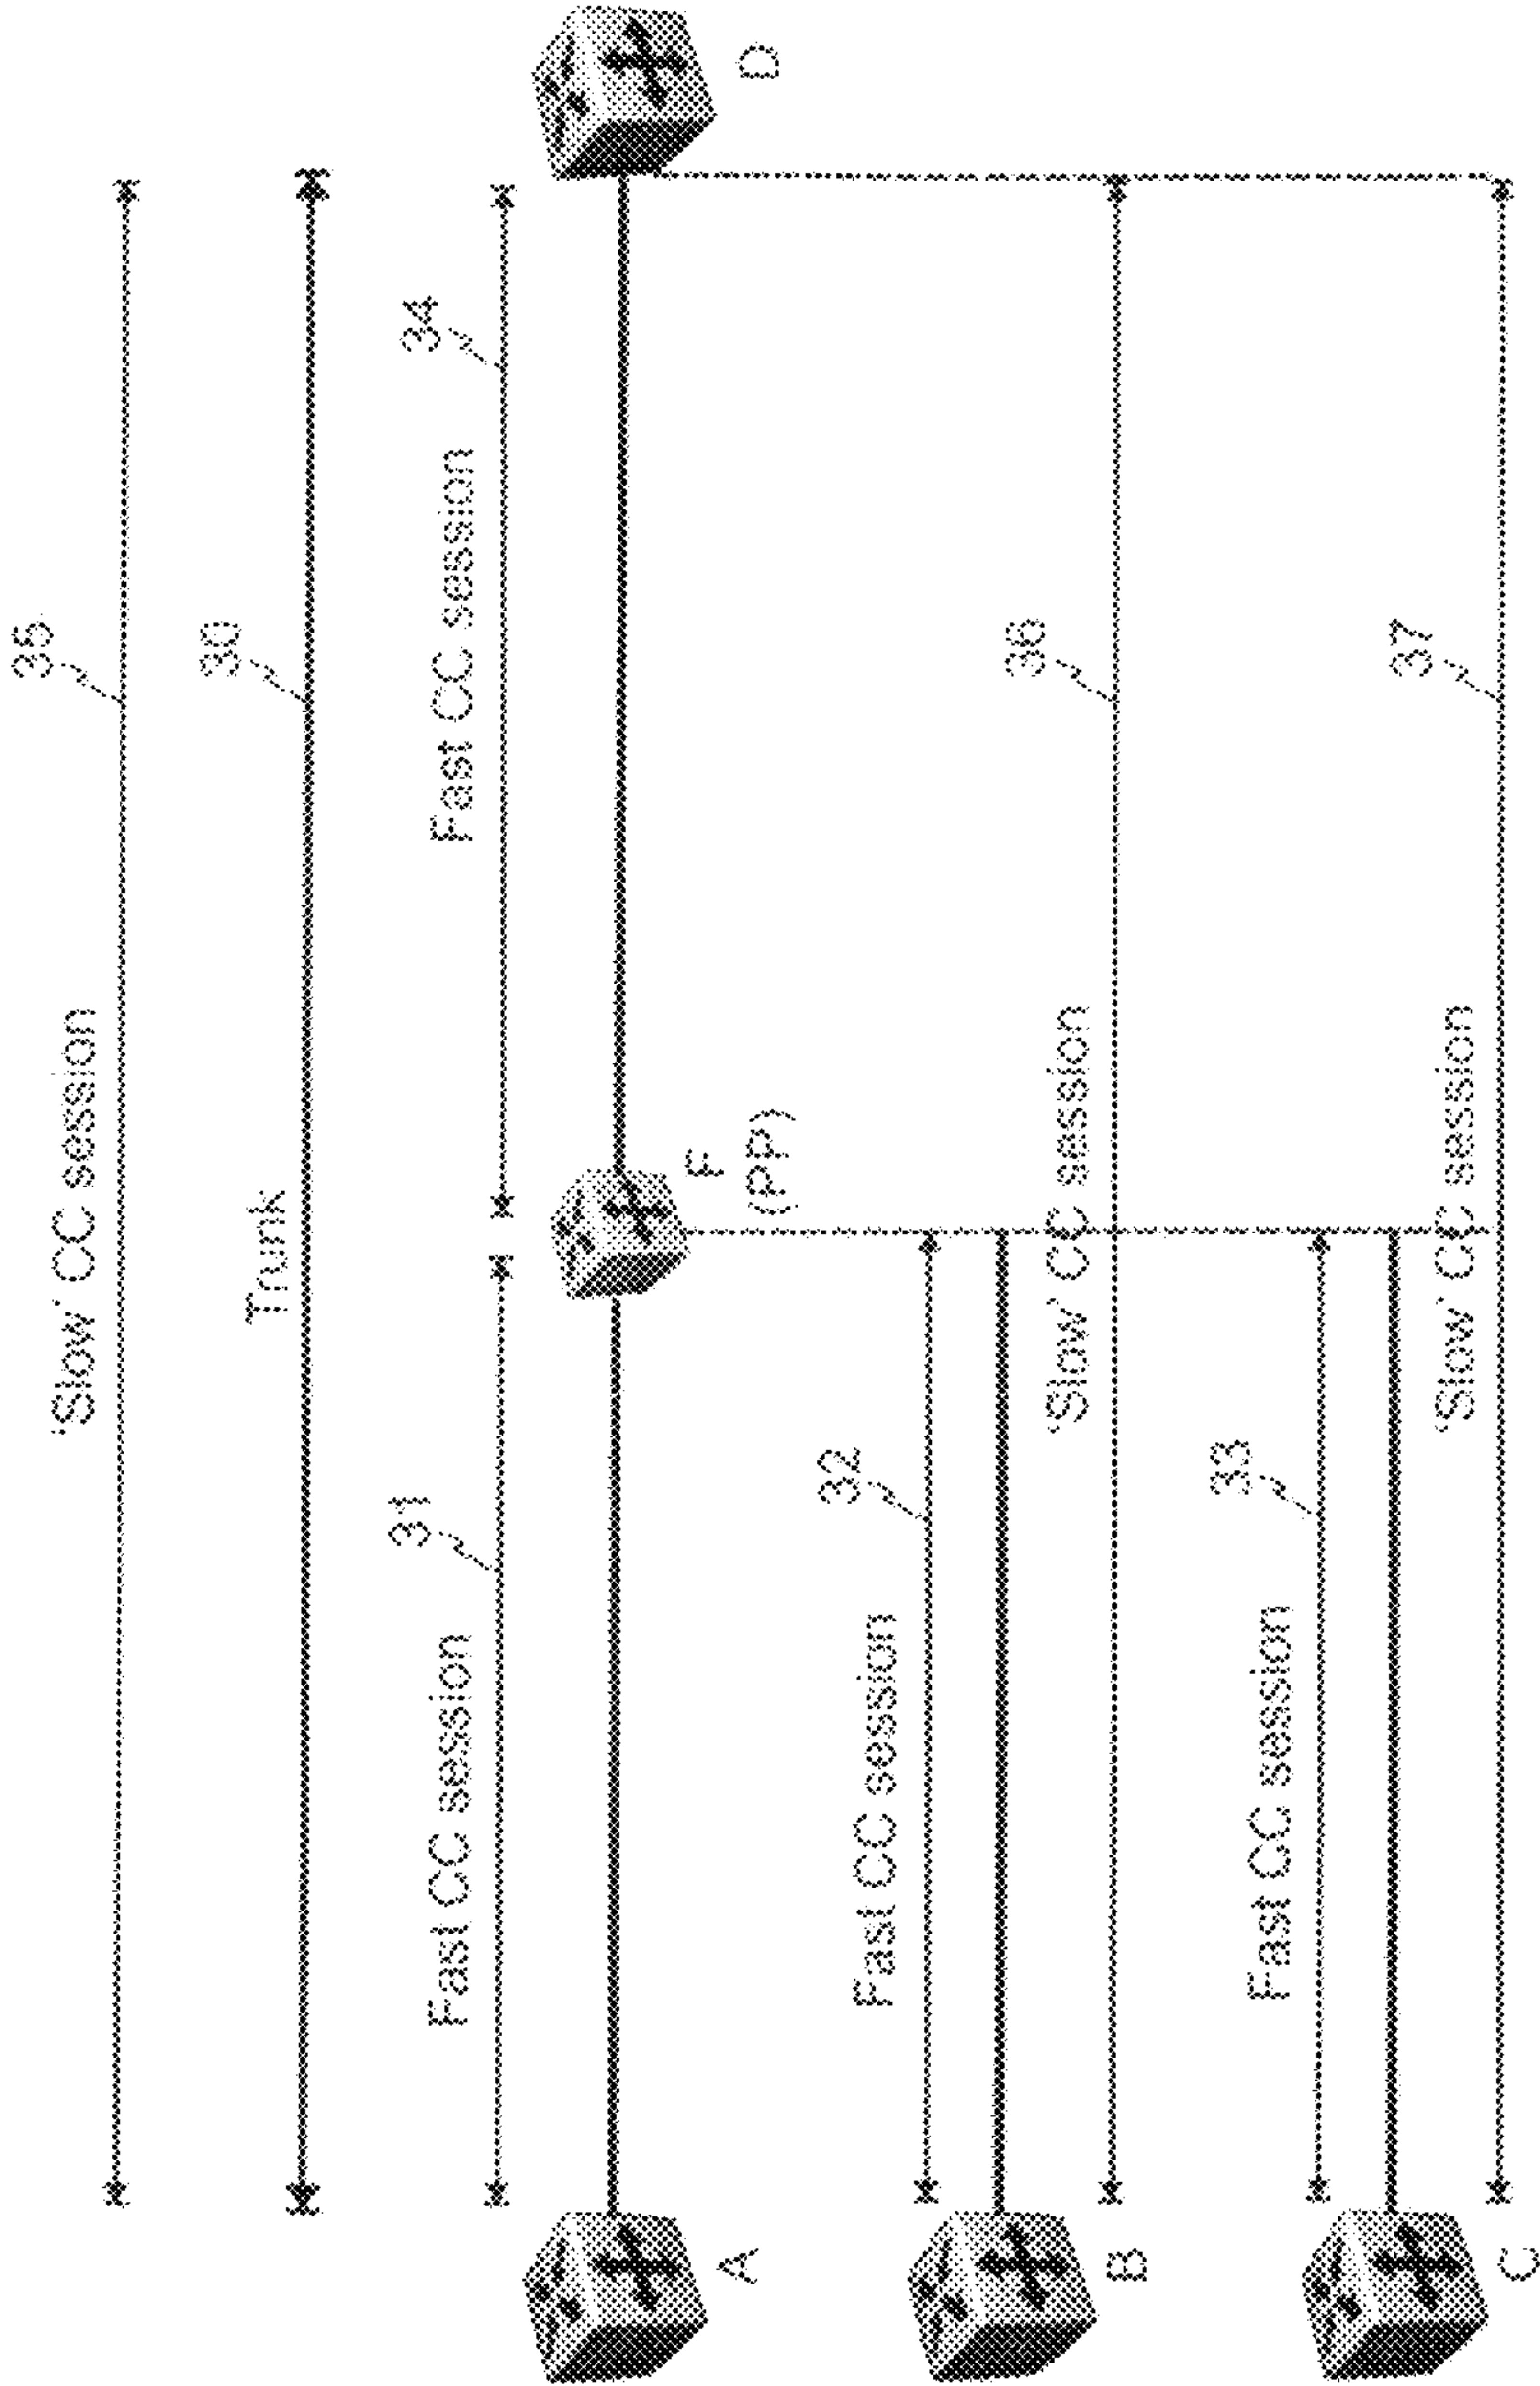 35
'Slow' CC session
30
Trunk
31
Fast CC session
34
Fast CC session
A
F
(PP)
D
32
Fast CC session
B
36
'Slow' CC session
33
Fast CC session
C
37
'Slow' CC session